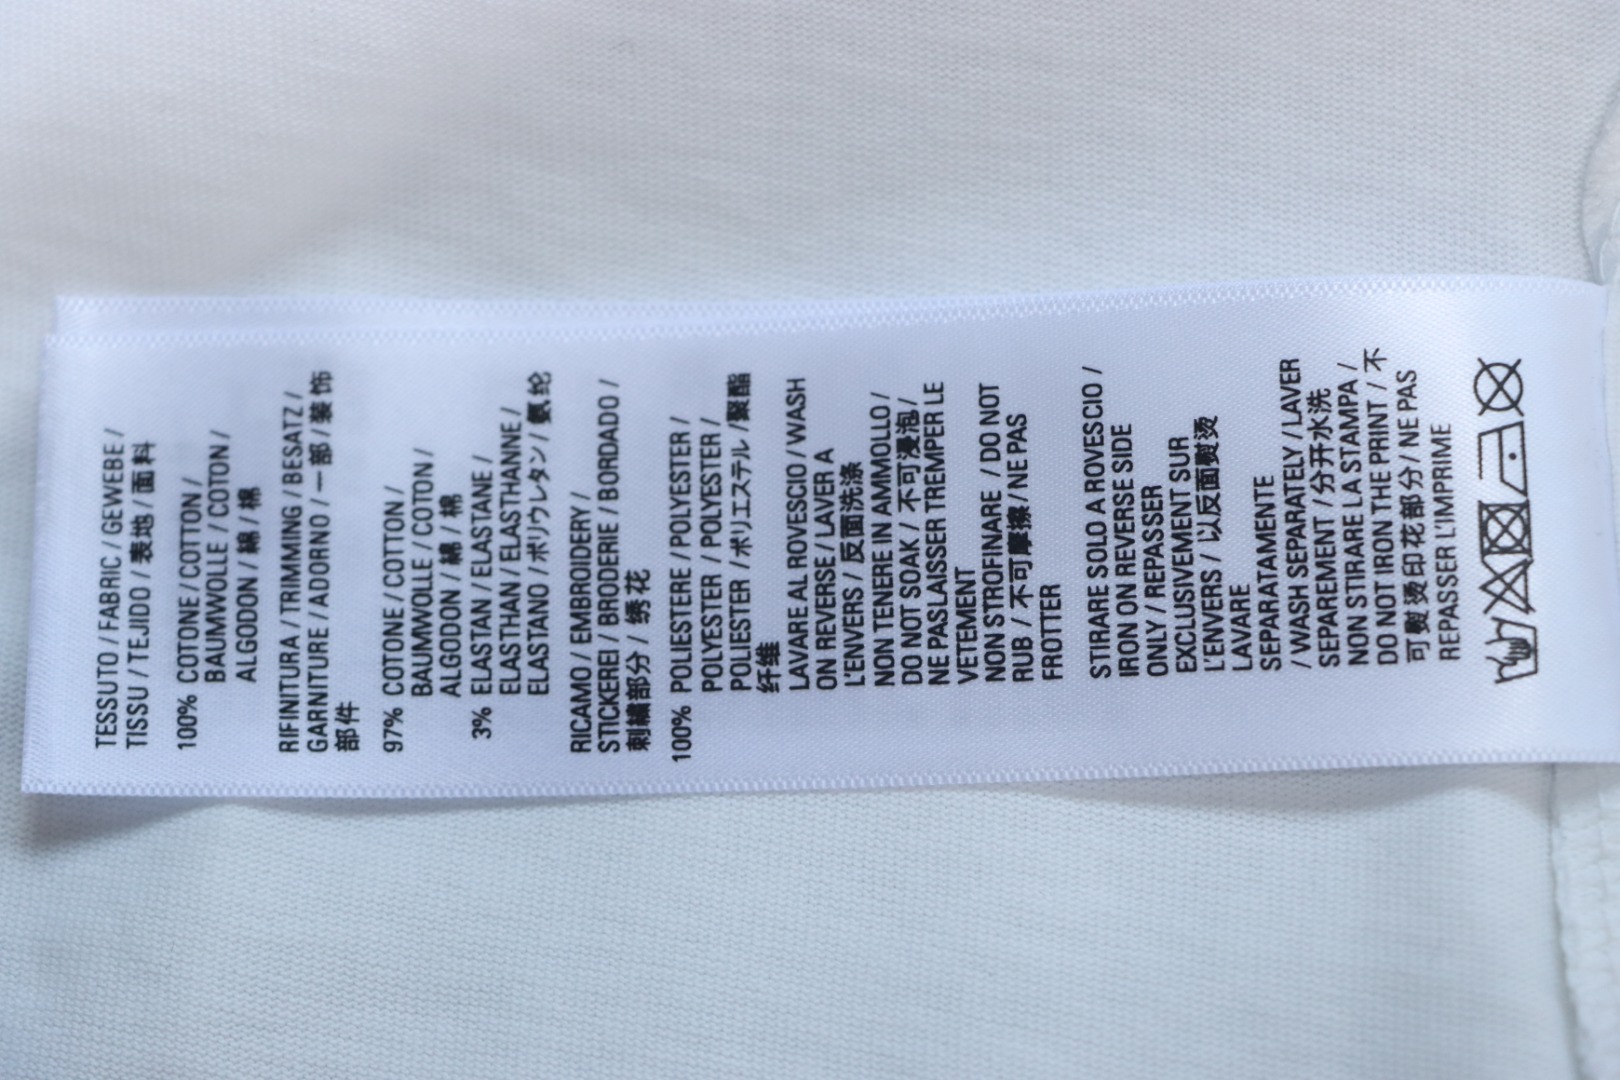 TESSUTO / FABRIC / GEWEBE /
TISSU / TEJIDO / 表地 / 面料
100% COTONE / COTTON /
BAUMWOLLE / COTON /
ALGODON / 綿 / 棉
RIFINITURA / TRIMMING / BESATZ /
GARNITURE / ADORNO / 一部 / 装饰
部件
97% COTONE / COTTON /
BAUMWOLLE / COTON /
ALGODON / 綿 / 棉
3% ELASTAN / ELASTANE /
ELASTHAN / ELASTHANNE /
ELASTANO / ポリウレタン / 氨纶
RICAMO / EMBROIDERY /
STICKEREI / BRODERIE / BORDADO /
刺繍部分 / 绣花
100% POLIESTERE / POLYESTER /
POLYESTER / POLYESTER /
POLIESTER / ポリエステル / 聚酯
纤维
LAVARE AL ROVESCIO / WASH
ON REVERSE / LAVER A
L'ENVERS / 反面洗涤
NON TENERE IN AMMOLLO /
DO NOT SOAK / 不可浸泡 /
NE PAS LAISSER TREMPER LE
VETEMENT
NON STROFINARE / DO NOT
RUB / 不可摩擦 / NE PAS
FROTTER
STIRARE SOLO A ROVESCIO /
IRON ON REVERSE SIDE
ONLY / REPASSER
EXCLUSIVEMENT SUR
L'ENVERS / 以反面熨烫
LAVARE
SEPARATAMENTE
/ WASH SEPARATELY / LAVER
SEPAREMENT / 分开水洗
NON STIRARE LA STAMPA /
DO NOT IRON THE PRINT / 不
可熨烫印花部分 / NE PAS
REPASSER L'IMPRIME